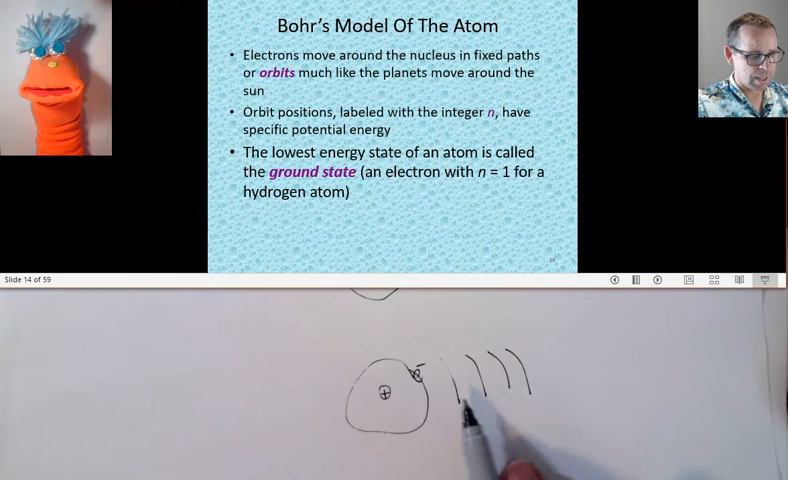 Bohr's Model Of The Atom
• Electrons move around the nucleus in fixed paths
or orbits much like the planets move around the
sun
• Orbit positions, labeled with the integer n, have
specific potential energy
• The lowest energy state of an atom is called
the ground state (an electron with n = 1 for a
hydrogen atom)
Slide 14 of 59
+